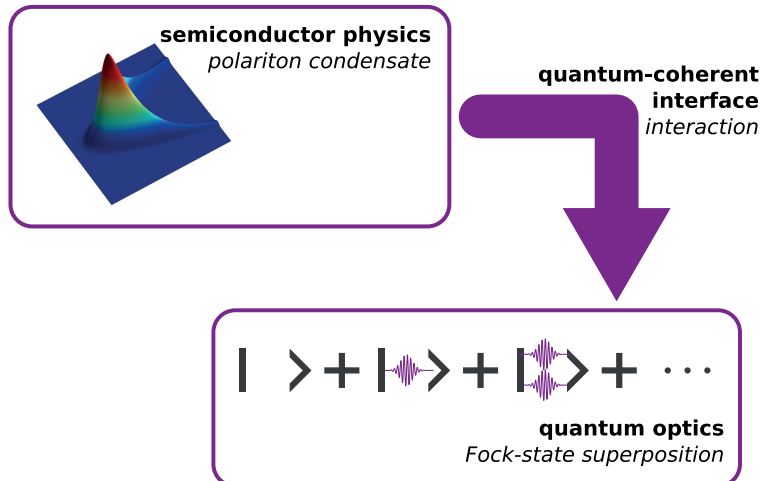 semiconductor physics
polariton condensate
quantum-coherent
interface
interaction
| ⟩ + | ⟩ + | ⟩ + · · ·
quantum optics
Fock-state superposition